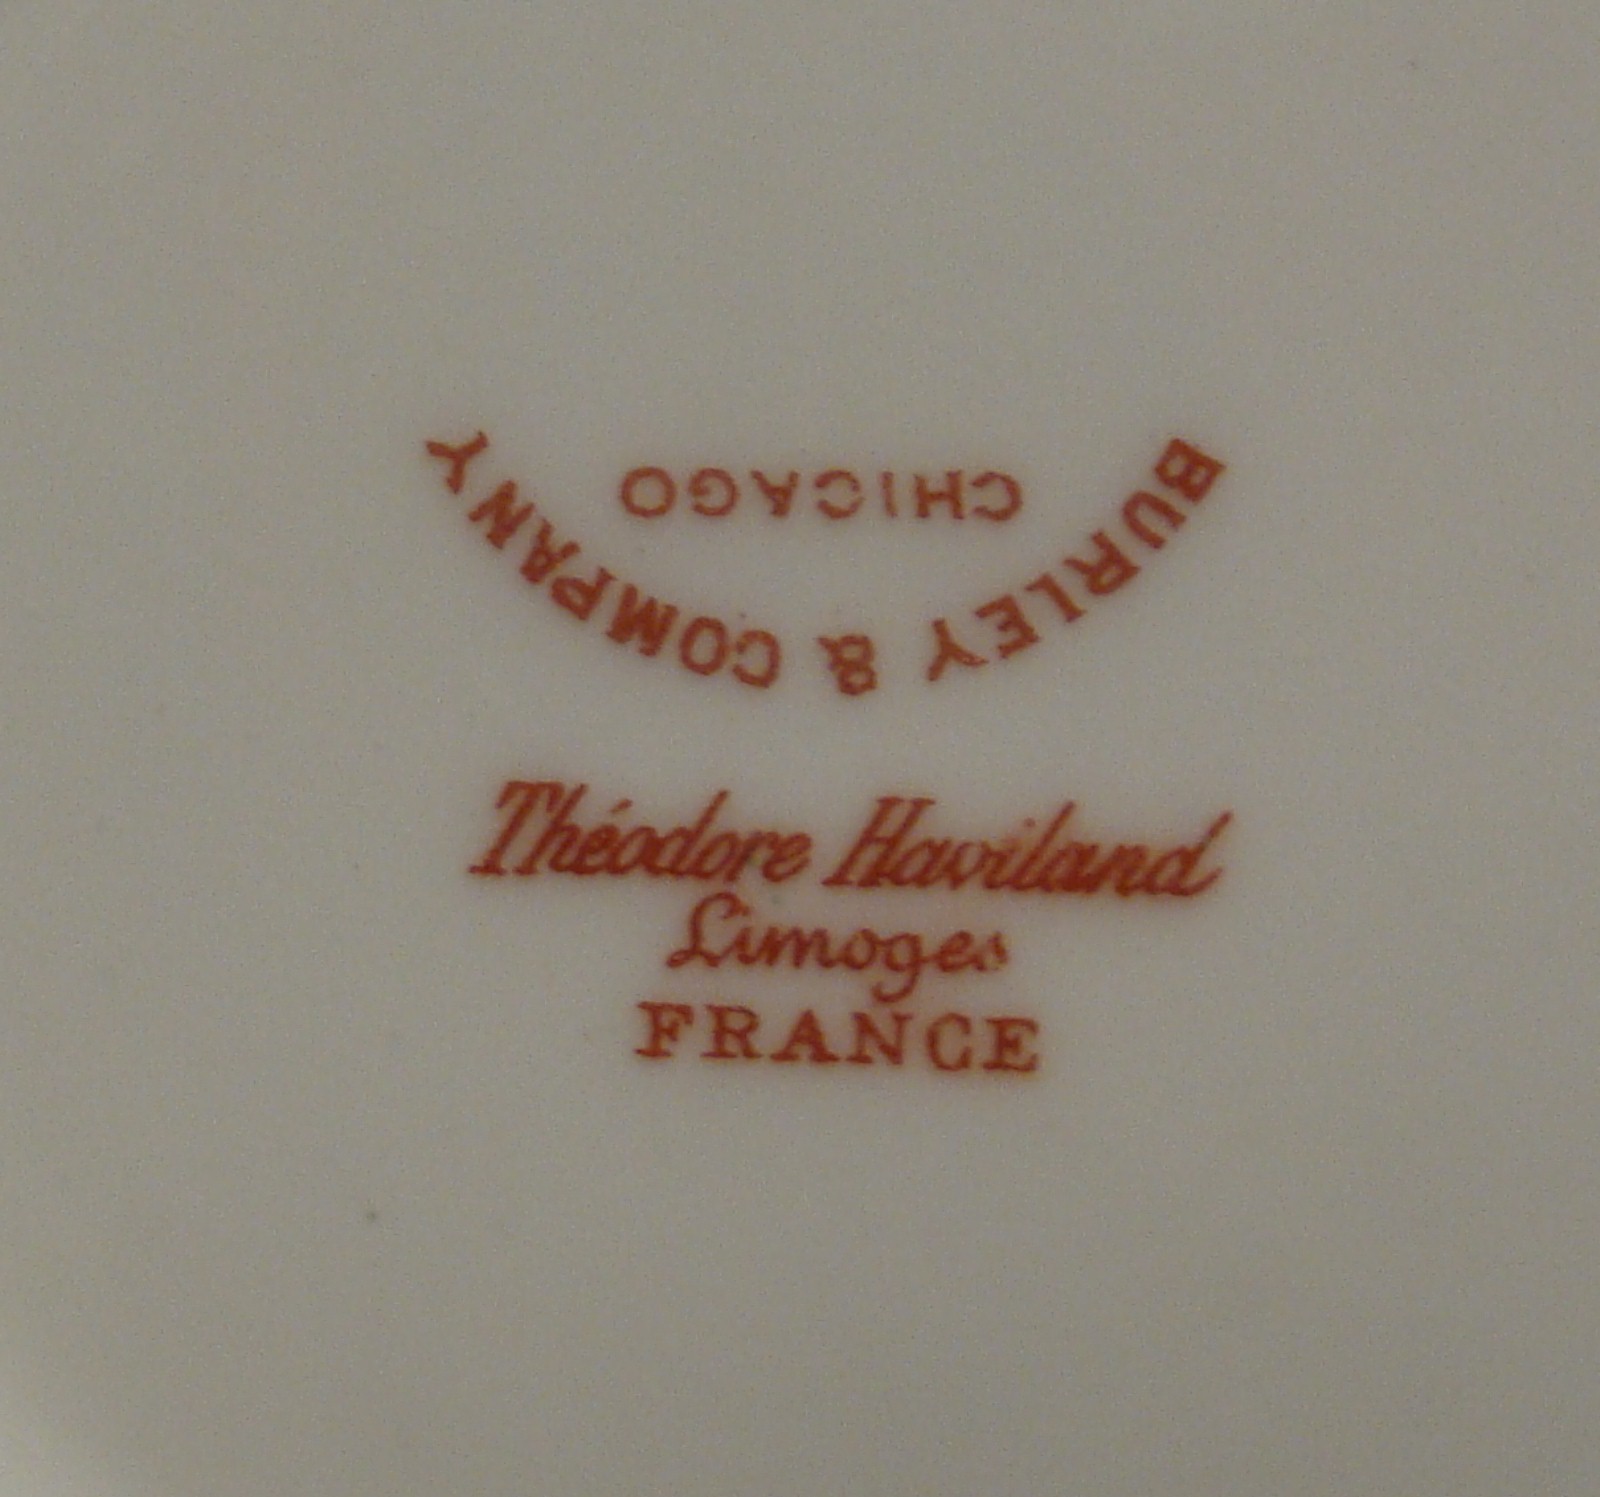 BURLEY & COMPANY
CHICAGO
Théodore Haviland
Limoges
FRANCE